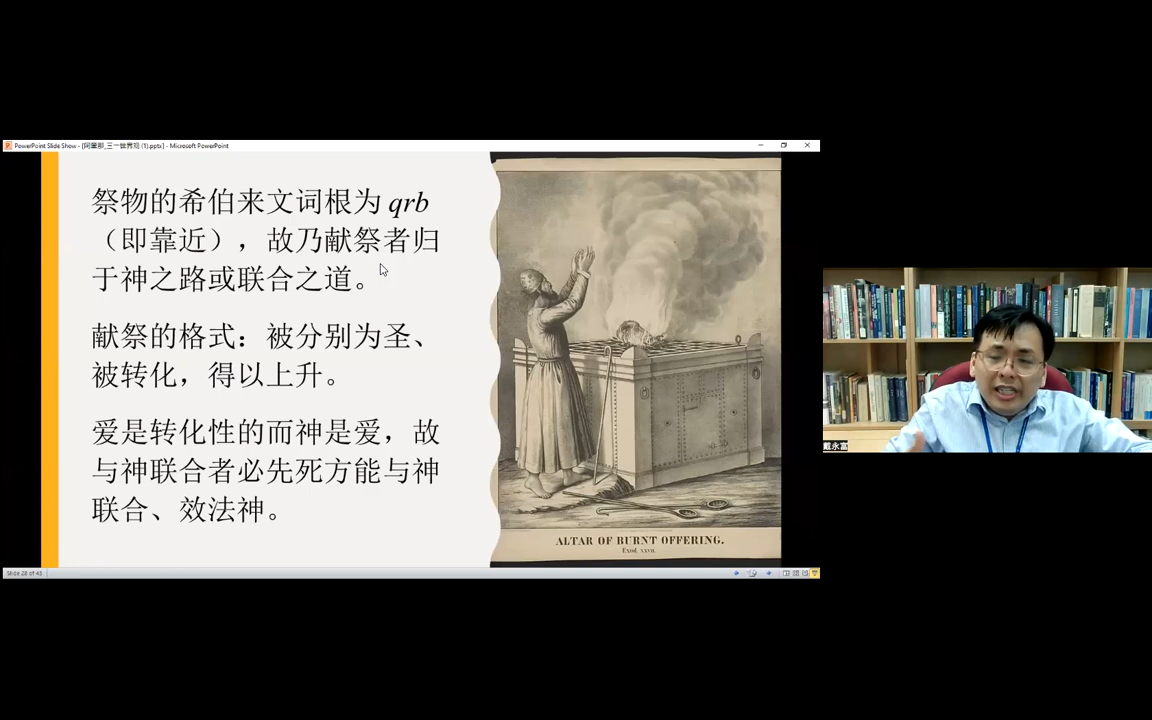 PowerPoint Slide Show - [阿奎那_三一世界观 (1).pptx] - Microsoft PowerPoint
祭物的希伯来文词根为 qrb
（即靠近），故乃献祭者归
于神之路或联合之道。
献祭的格式：被分别为圣、
被转化，得以上升。
爱是转化性的而神是爱，故
与神联合者必先死方能与神
联合、效法神。
ALTAR OF BURNT OFFERING.
Exod. XXVII.
戴永富
Slide 28 of 43